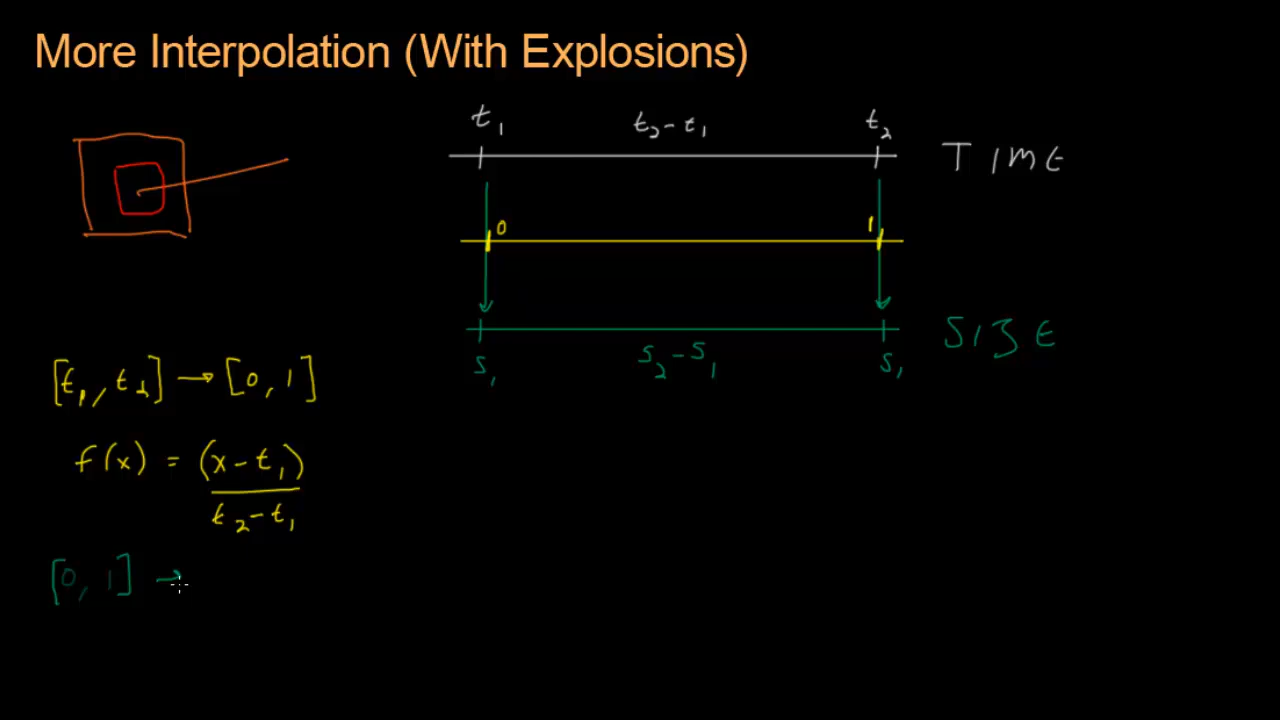 More Interpolation (With Explosions)
t₁ t₂-t₁ t₂ TIME
0 1
SIZE
s₁ s₂-s₁ s₁
[t₁, t₂] → [0, 1]
f(x) = (x-t₁)
t₂-t₁
[0, 1] →